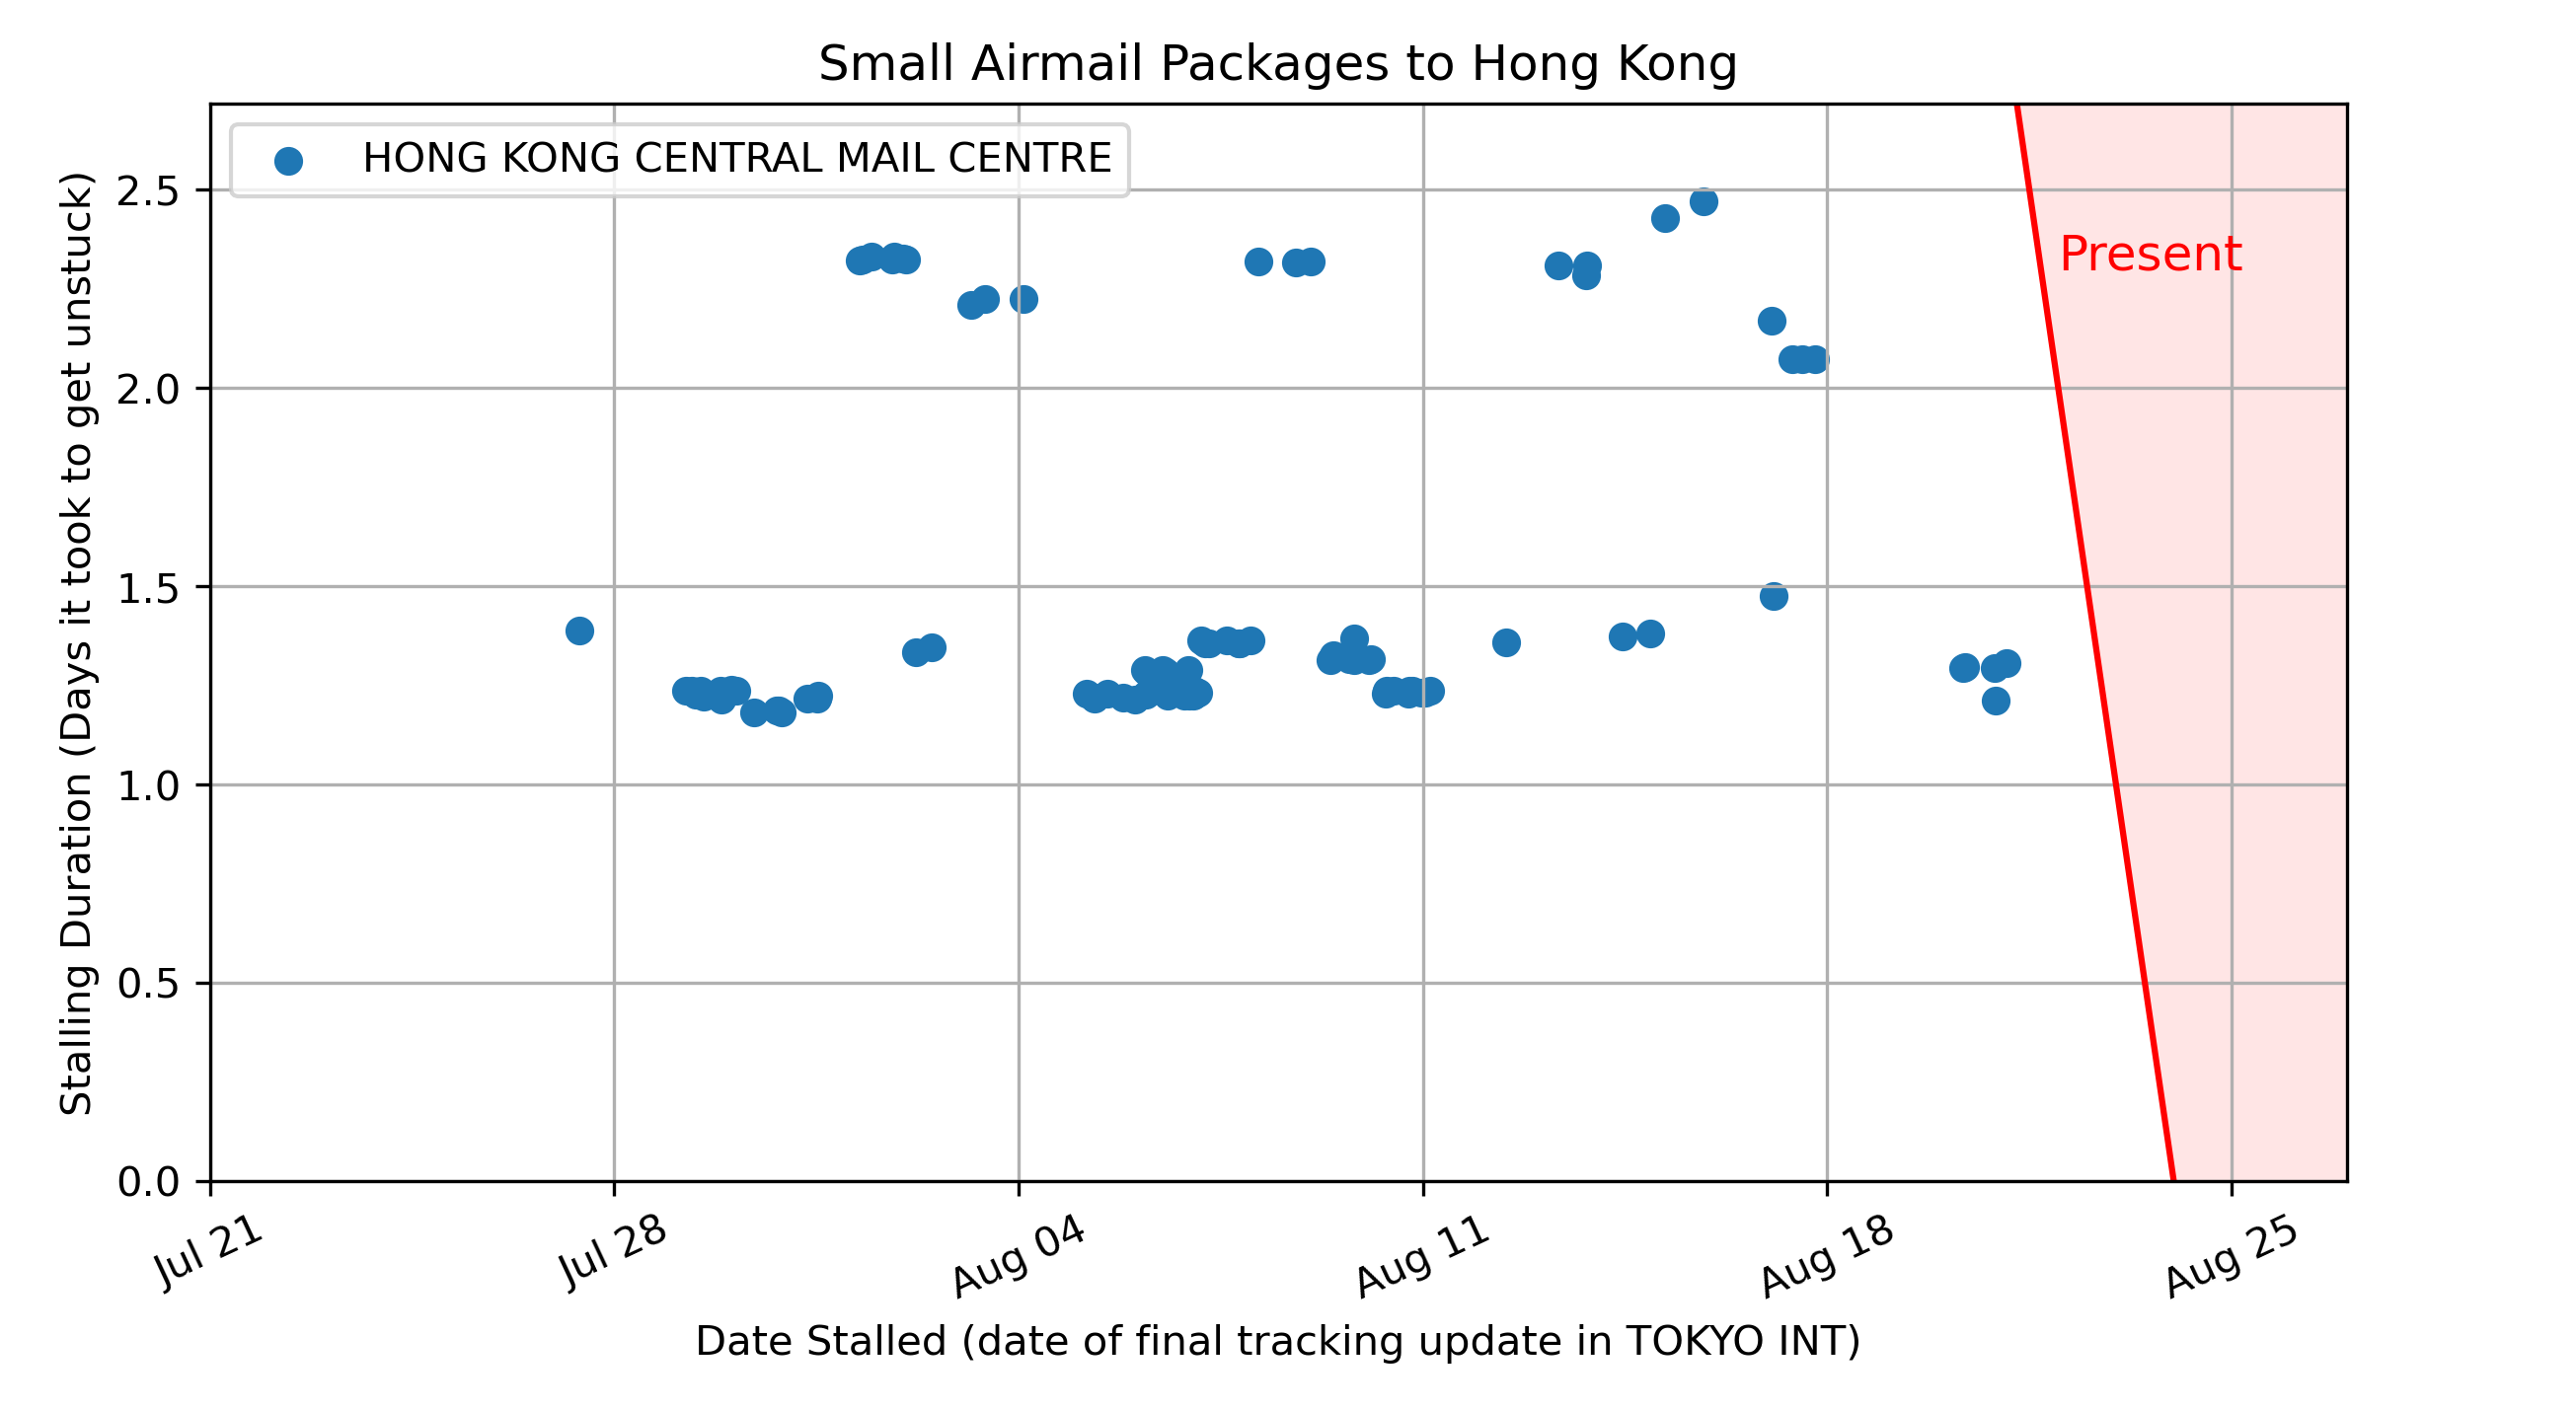 Small Airmail Packages to Hong Kong
HONG KONG CENTRAL MAIL CENTRE
Present
Stalling Duration (Days it took to get unstuck)
2.5
2.0
1.5
1.0
0.5
0.0
Jul 21
Jul 28
Aug 04
Aug 11
Aug 18
Aug 25
Date Stalled (date of final tracking update in TOKYO INT)